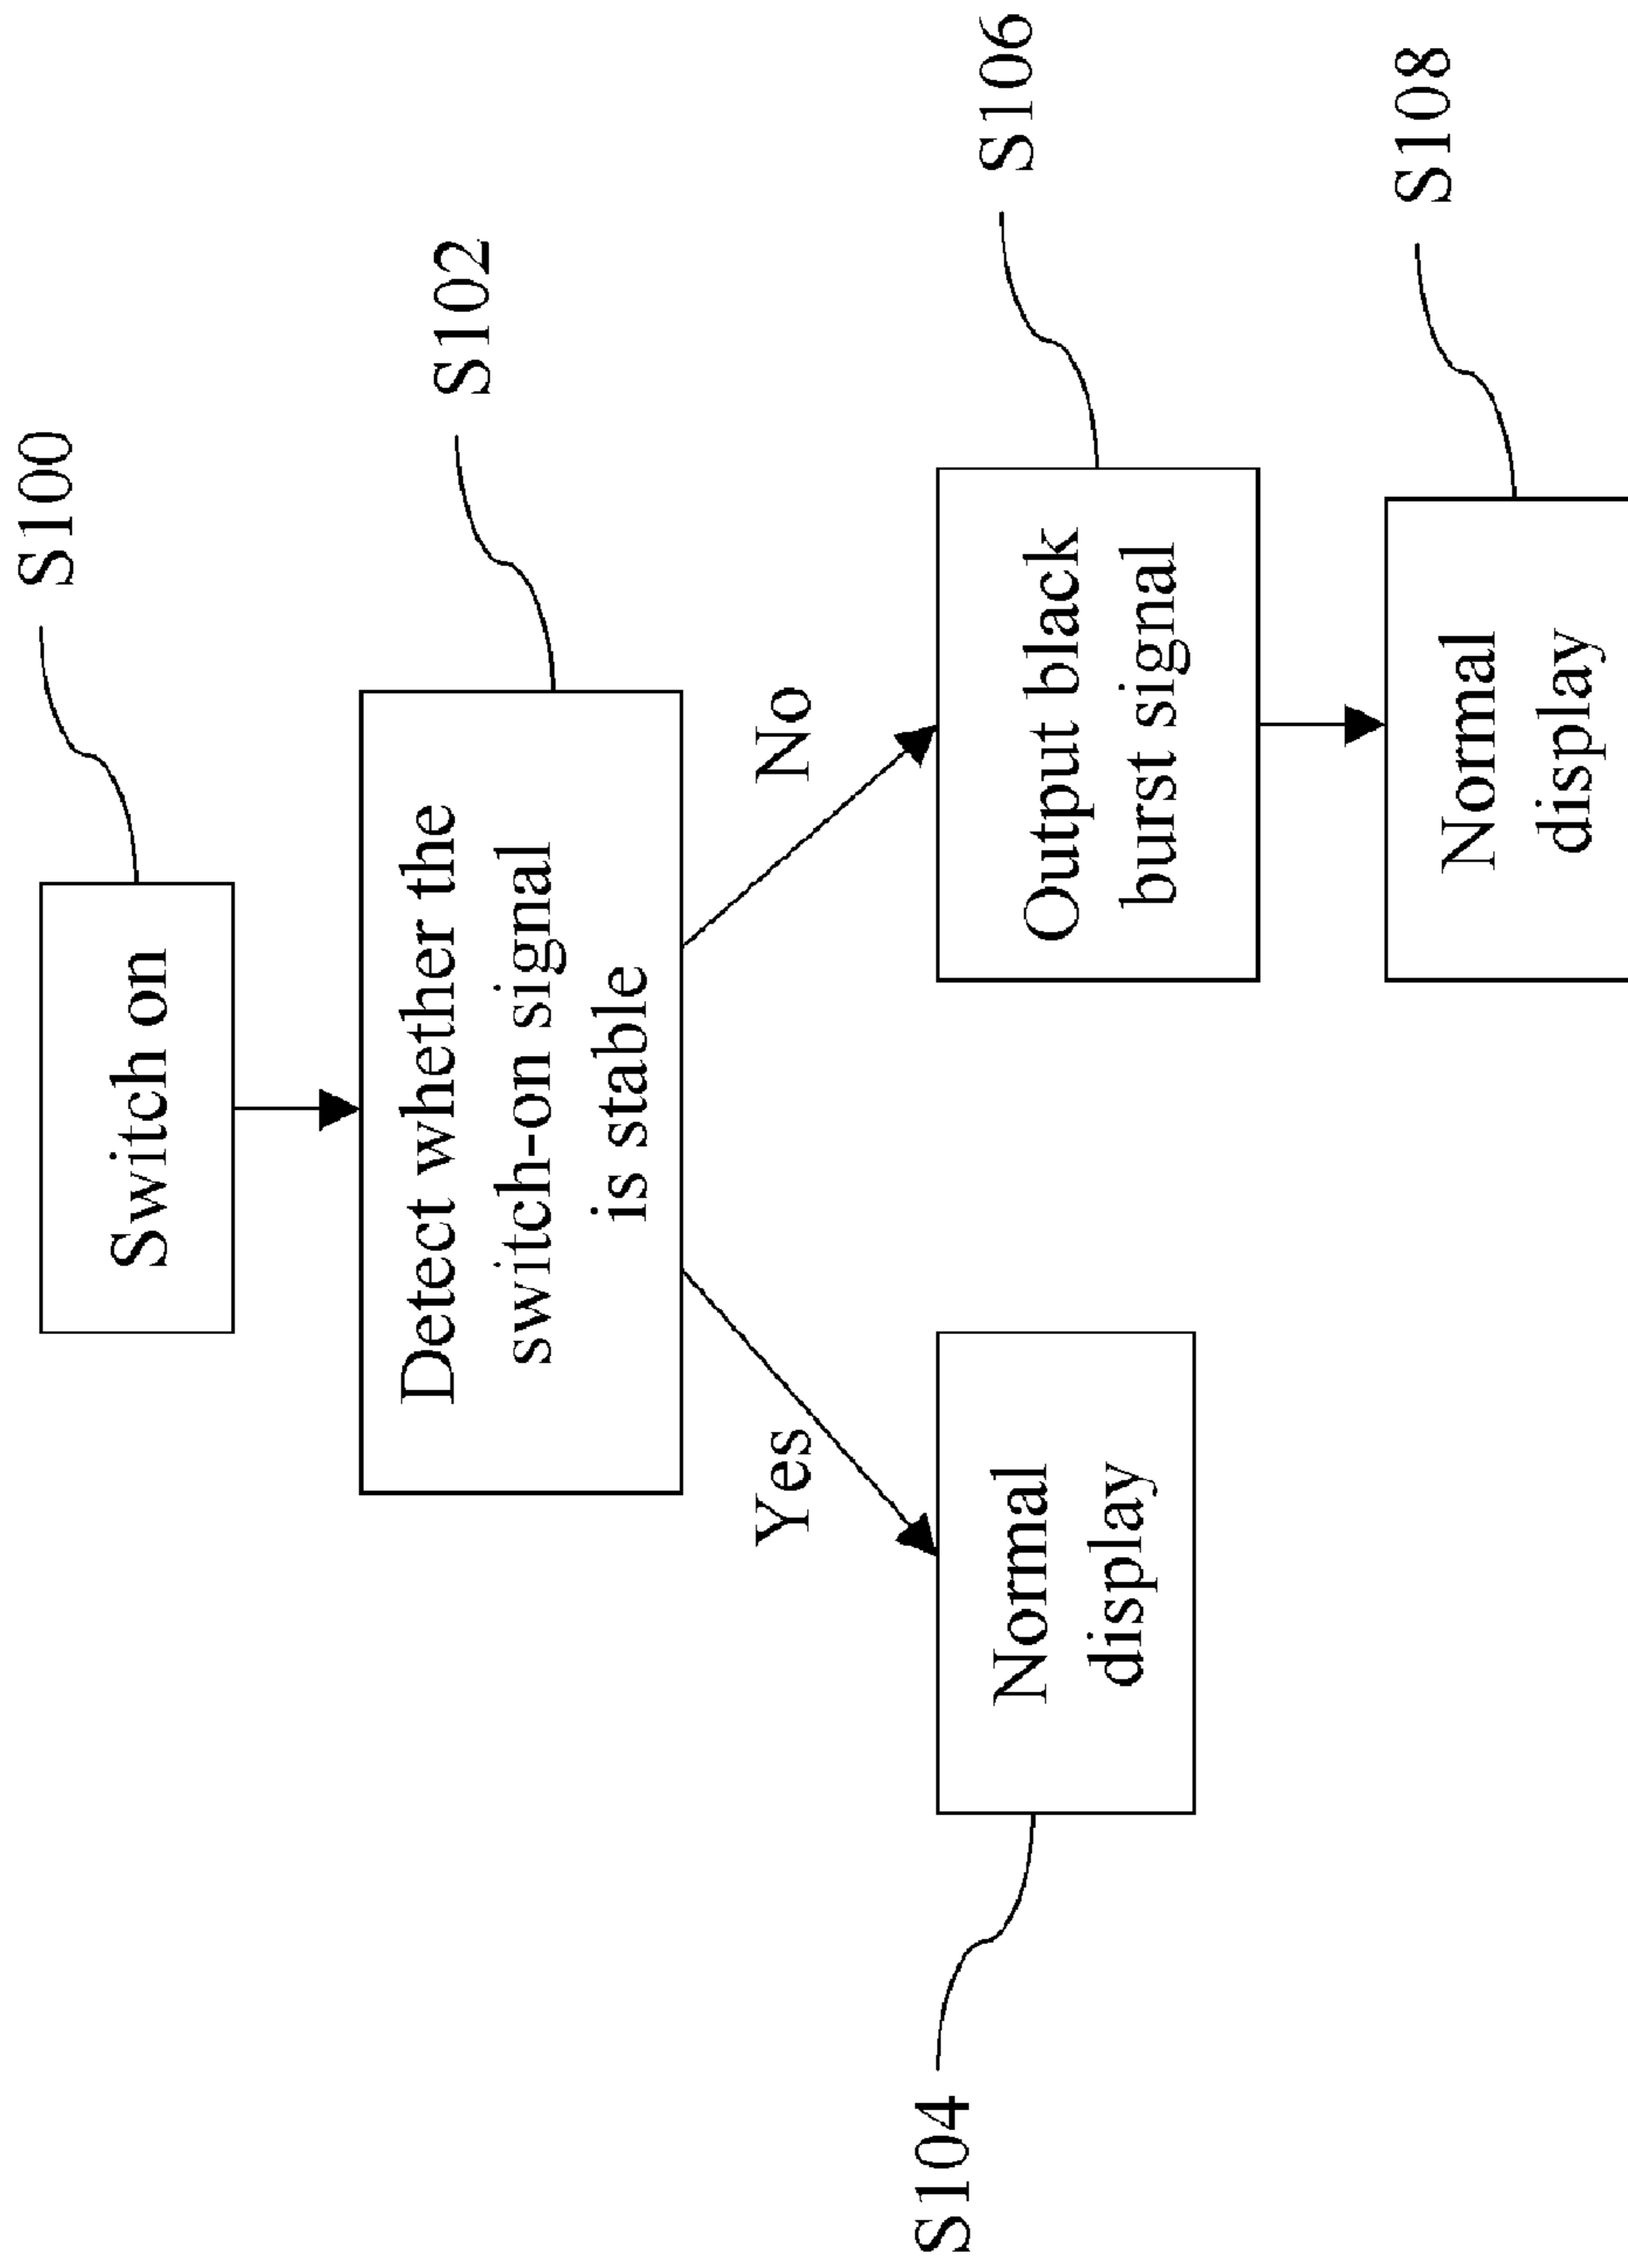 S100
Switch on
S102
Detect whether the
switch-on signal
is stable
Yes
No
S104
Normal
display
S106
Output black
burst signal
S108
Normal
display